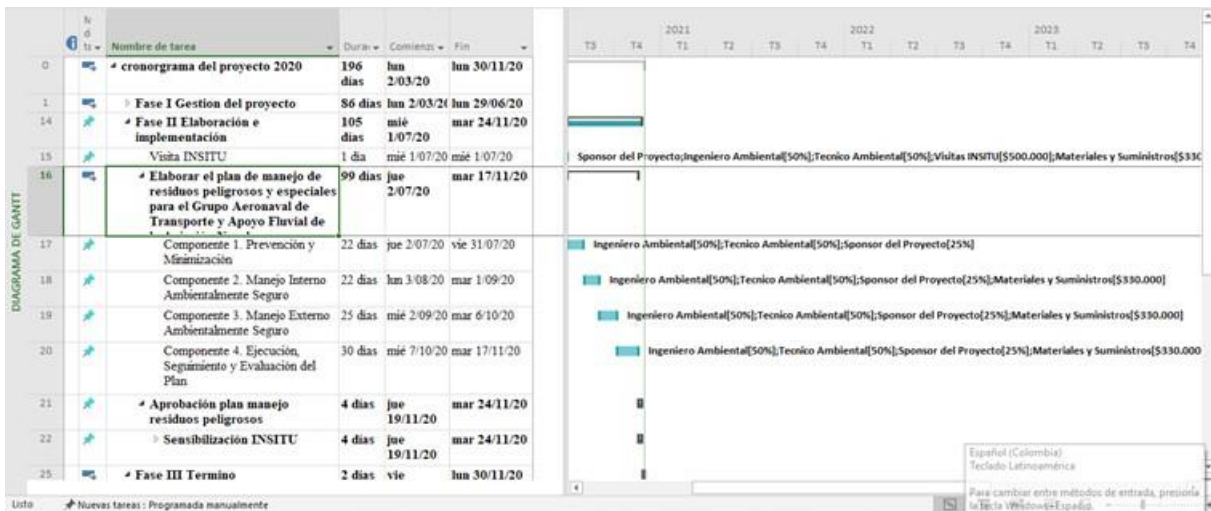 2021 2022 2023
Nombre de tarea Dura Comienzo Fin T3 T4 T1 T2 T3 T4 T1 T2 T3 T4 T1 T2 T3 T4
0 cronorgrama del proyecto 2020 196 días lun 2/03/20 lun 30/11/20
1 Fase I Gestion del proyecto 86 días lun 2/03/20 lun 29/06/20
14 Fase II Elaboración e implementación 105 días mié 1/07/20 mar 24/11/20
15 Visita INSITU 1 día mié 1/07/20 mié 1/07/20 Sponsor del Proyecto;Ingeniero Ambiental[50%];Tecnico Ambiental[50%];Visitas INSITU[$500.000];Materiales y Suministros[$330
16 Elaborar el plan de manejo de residuos peligrosos y especiales para el Grupo Aeronaval de Transporte y Apoyo Fluvial de 99 días jue 2/07/20 mar 17/11/20
17 Componente 1. Prevención y Minimización 22 días jue 2/07/20 vie 31/07/20 Ingeniero Ambiental[50%];Tecnico Ambiental[50%];Sponsor del Proyecto[25%]
18 Componente 2. Manejo Interno Ambientalmente Seguro 22 días lun 3/08/20 mar 1/09/20 Ingeniero Ambiental[50%];Tecnico Ambiental[50%];Sponsor del Proyecto[25%];Materiales y Suministros[$330.000]
19 Componente 3. Manejo Externo Ambientalmente Seguro 25 días mié 2/09/20 mar 6/10/20 Ingeniero Ambiental[50%];Tecnico Ambiental[50%];Sponsor del Proyecto[25%];Materiales y Suministros[$330.000]
20 Componente 4. Ejecución, Seguimiento y Evaluación del Plan 30 días mié 7/10/20 mar 17/11/20 Ingeniero Ambiental[50%];Tecnico Ambiental[50%];Sponsor del Proyecto[25%];Materiales y Suministros[$330.000
21 Aprobación plan manejo residuos peligrosos 4 días jue 19/11/20 mar 24/11/20
22 Sensibilización INSITU 4 días jue 19/11/20 mar 24/11/20
25 Fase III Termino 2 días vie lun 30/11/20
DIAGRAMA DE GANTT
Español (Colombia)
Teclado Latinoamérica
Para cambiar entre métodos de entrada, presione
la tecla Windows+Espacio.
Listo Nuevas tareas : Programada manualmente